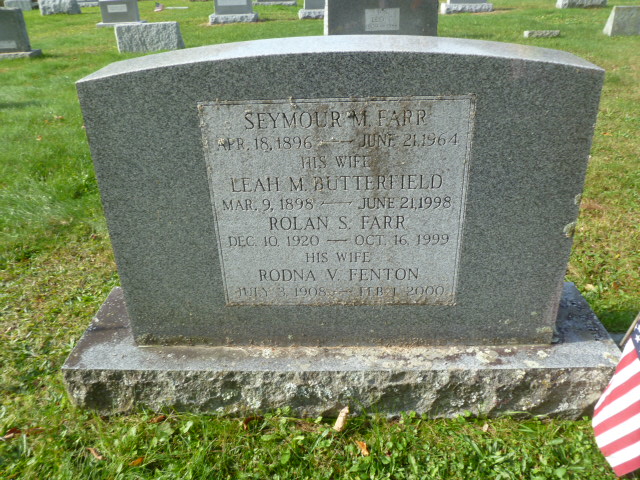 SEYMOUR M. FARR
APR. 18, 1896 — JUNE 21, 1964
HIS WIFE
LEAH M. BUTTERFIELD
MAR. 9, 1898 — JUNE 21, 1998
ROLAN S. FARR
DEC. 10, 1920 — OCT. 16, 1999
HIS WIFE
RODNA V. FENTON
JULY 3, 1908 — FEB. 1, 2000